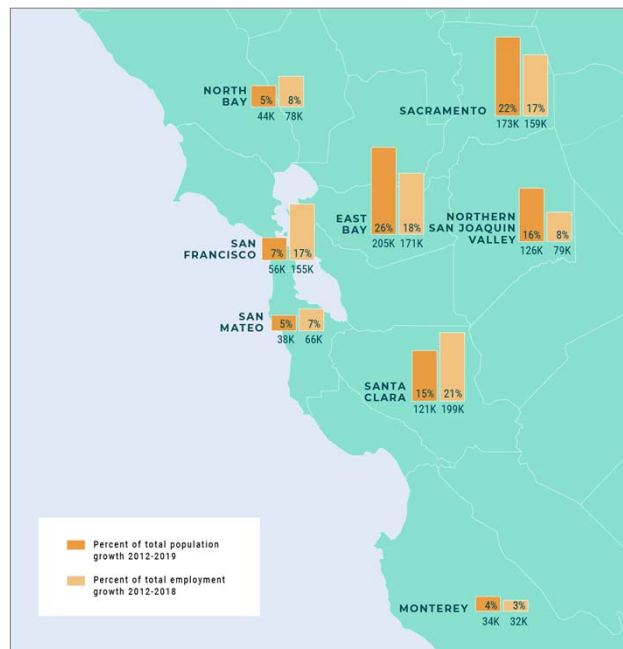 NORTH
BAY
5% 8%
44K 78K
SACRAMENTO
22% 17%
173K 159K
EAST
BAY
26% 18%
205K 171K
NORTHERN
SAN JOAQUIN
VALLEY
16% 8%
126K 79K
SAN
FRANCISCO
7% 17%
56K 155K
SAN
MATEO
5% 7%
38K 66K
SANTA
CLARA
15% 21%
121K 199K
Percent of total population
growth 2012-2019
Percent of total employment
growth 2012-2018
MONTEREY
4% 3%
34K 32K